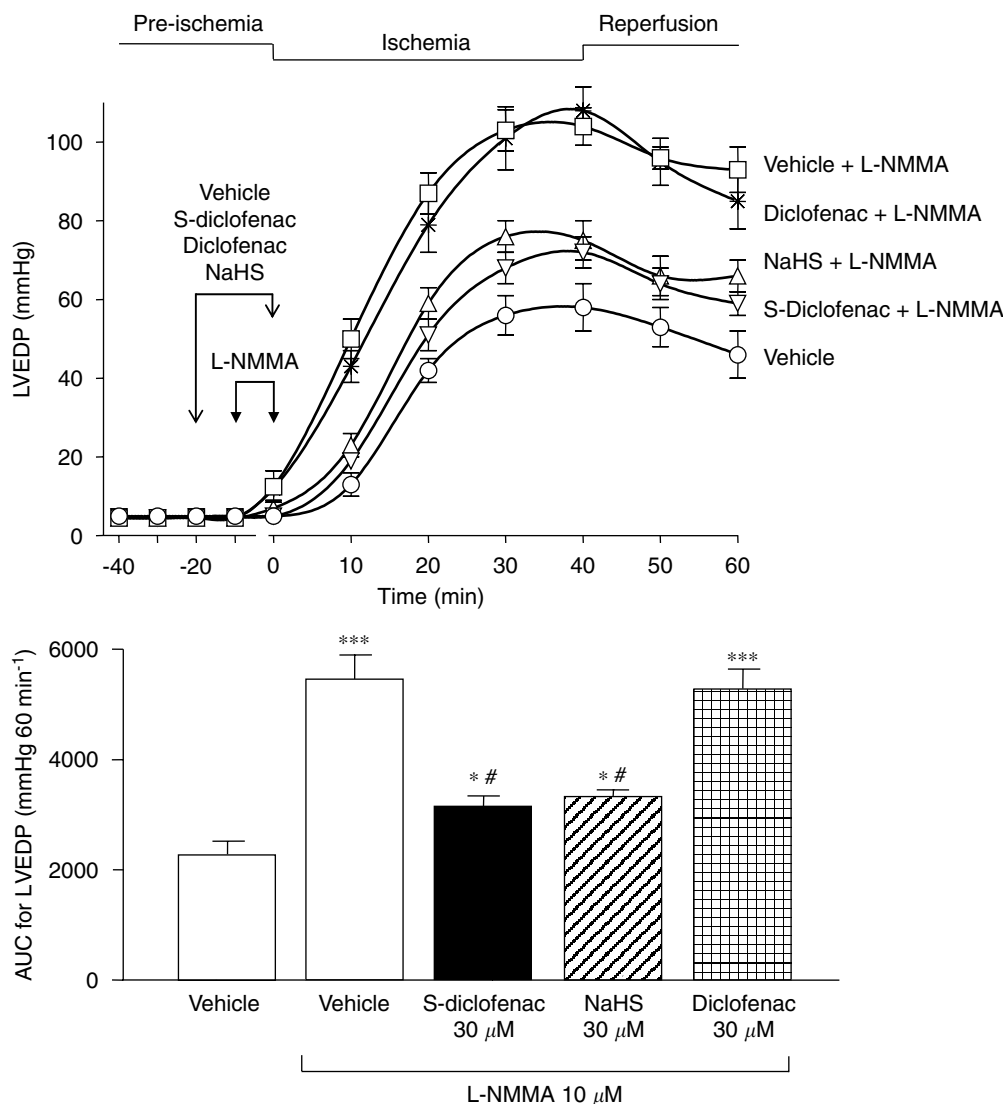 Pre-ischemia
Ischemia
Reperfusion
LVEDP (mmHg)
100
80
60
40
20
0
Vehicle
S-diclofenac
Diclofenac
NaHS
L-NMMA
Vehicle + L-NMMA
Diclofenac + L-NMMA
NaHS + L-NMMA
S-Diclofenac + L-NMMA
Vehicle
-40 -20 0 10 20 30 40 50 60
Time (min)
AUC for LVEDP (mmHg 60 min⁻¹)
6000
4000
2000
0
***
* #
* #
***
Vehicle Vehicle S-diclofenac NaHS Diclofenac
30 μM 30 μM 30 μM
L-NMMA 10 μM